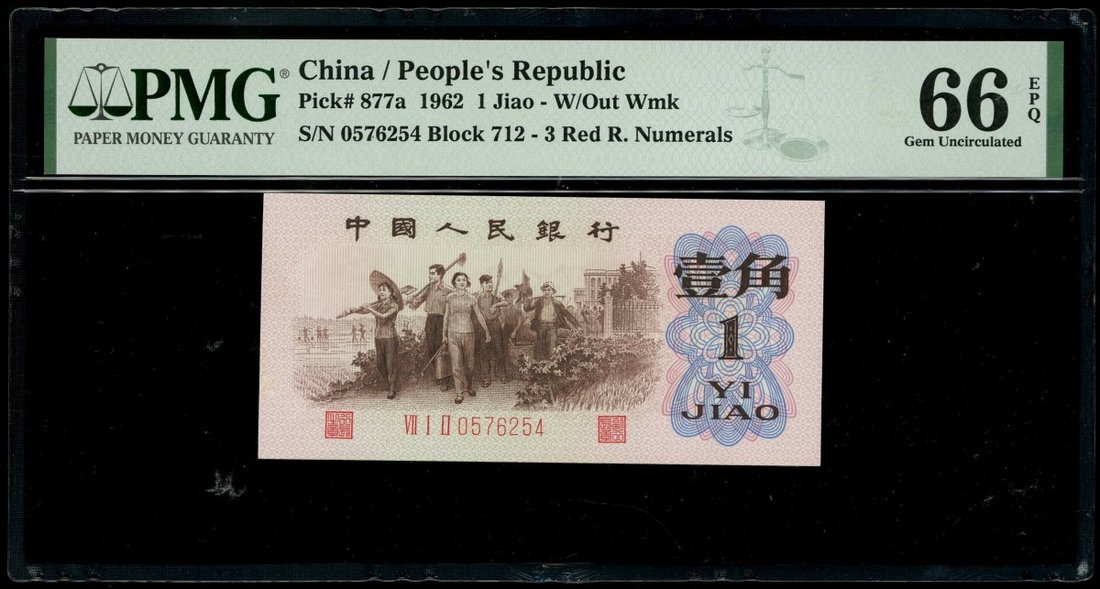 PMG®
PAPER MONEY GUARANTY
China / People's Republic
Pick# 877a 1962 1 Jiao - W/Out Wmk
S/N 0576254 Block 712 - 3 Red R. Numerals
66 EPQ
Gem Uncirculated
中國人民銀行
壹角
1
YI
JIAO
Ⅶ Ⅰ Ⅱ 0576254